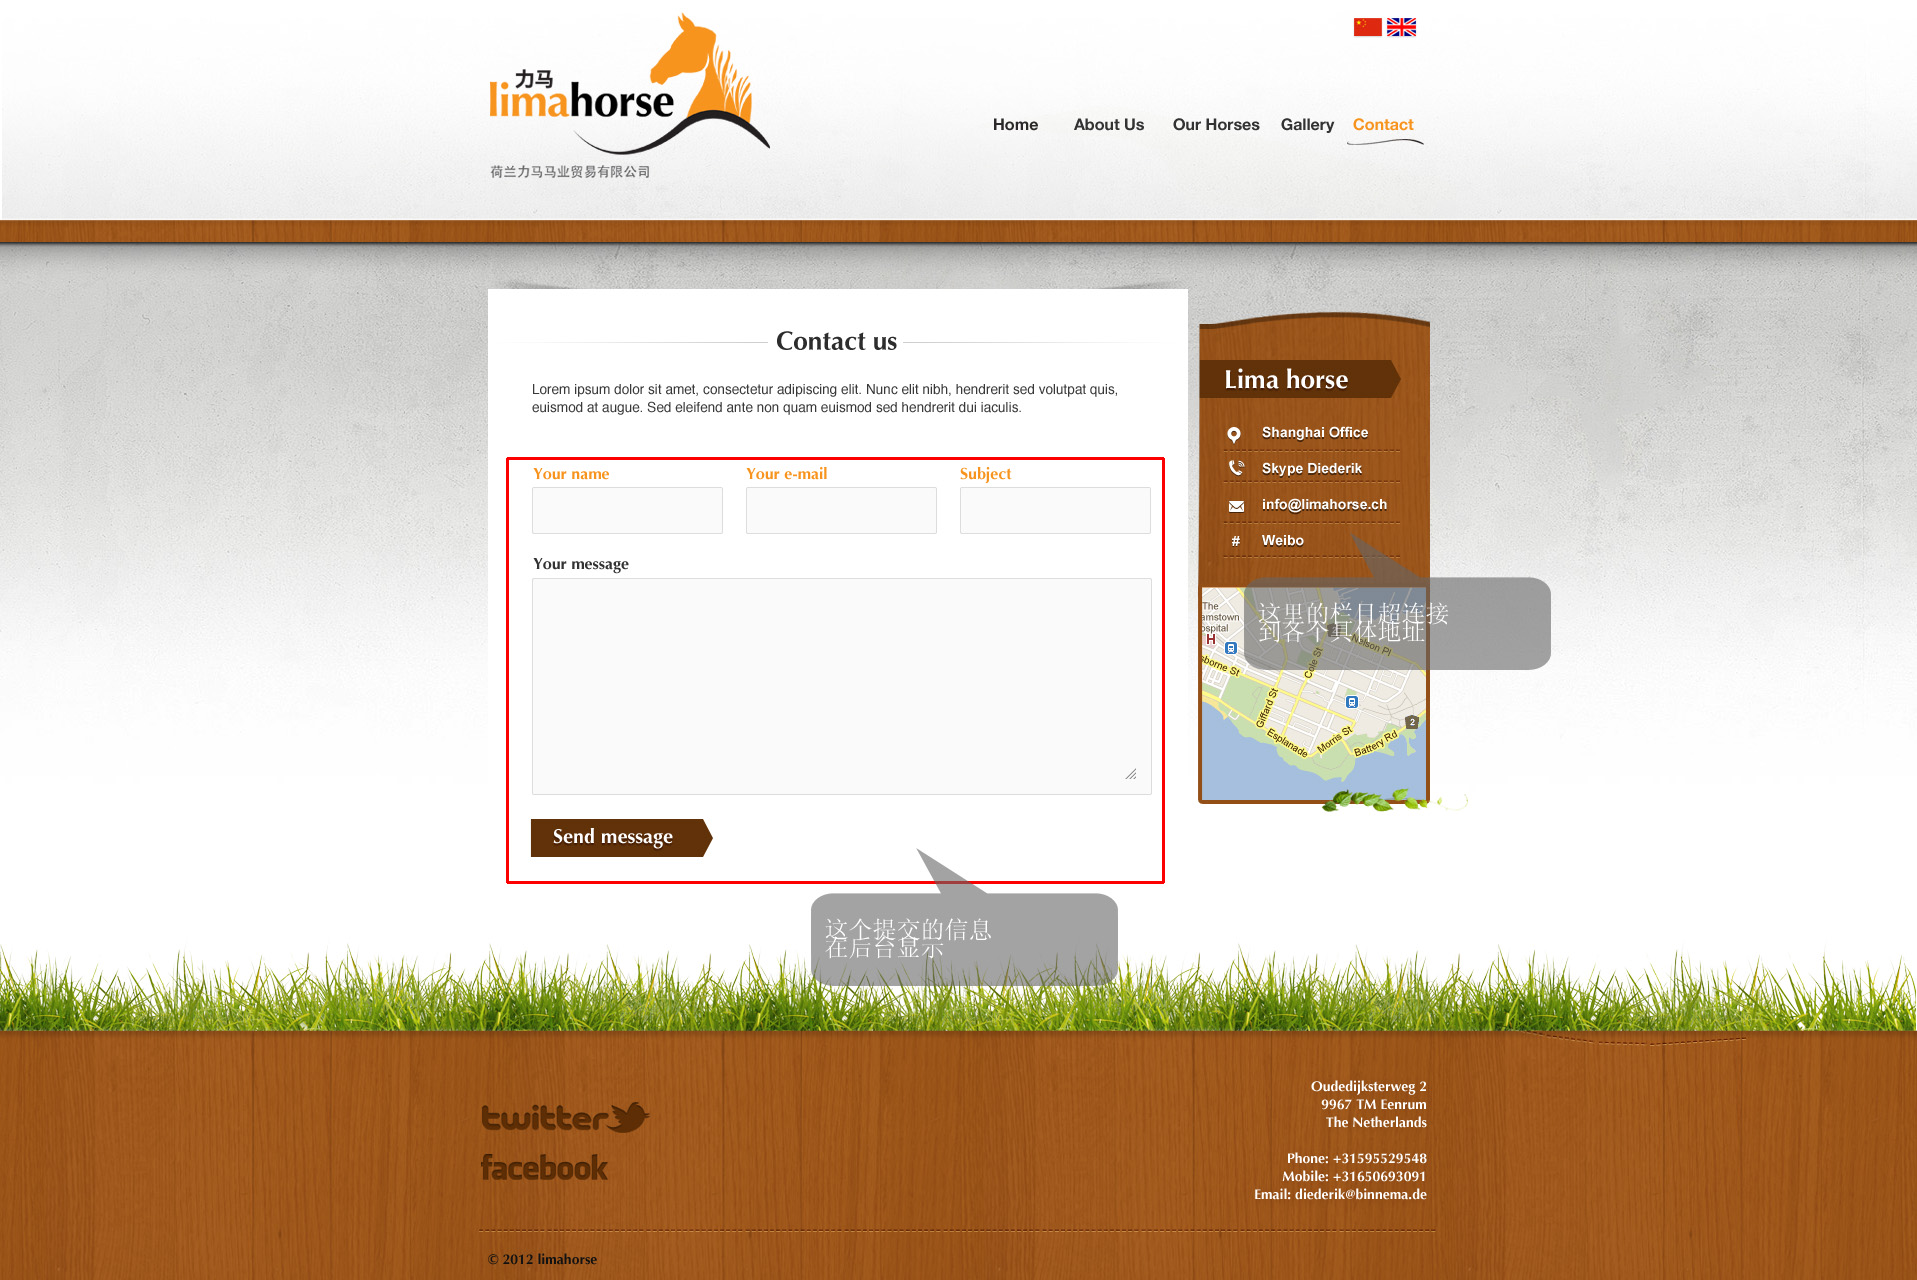 力马
limahorse
荷兰力马马业贸易有限公司
Home About Us Our Horses Gallery Contact
Contact us
Lorem ipsum dolor sit amet, consectetur adipiscing elit. Nunc elit nibh, hendrerit sed volutpat quis,
euismod at augue. Sed eleifend ante non quam euismod sed hendrerit dui iaculis.
Your name Your e-mail Subject
Your message
Send message
这个提交的信息
在后台显示
Lima horse
Shanghai Office
Skype Diederik
info@limahorse.ch
# Weibo
这里的栏目超连接
到各个具体地址
The
amstown
ospital
H
Nelson Pl
sborne St
Cole St
Giffard St
2
Esplanade
Morris St
Battery Rd
twitter
facebook
Oudedijksterweg 2
9967 TM Eenrum
The Netherlands
Phone: +31595529548
Mobile: +31650693091
Email: diederik@binnema.de
© 2012 limahorse